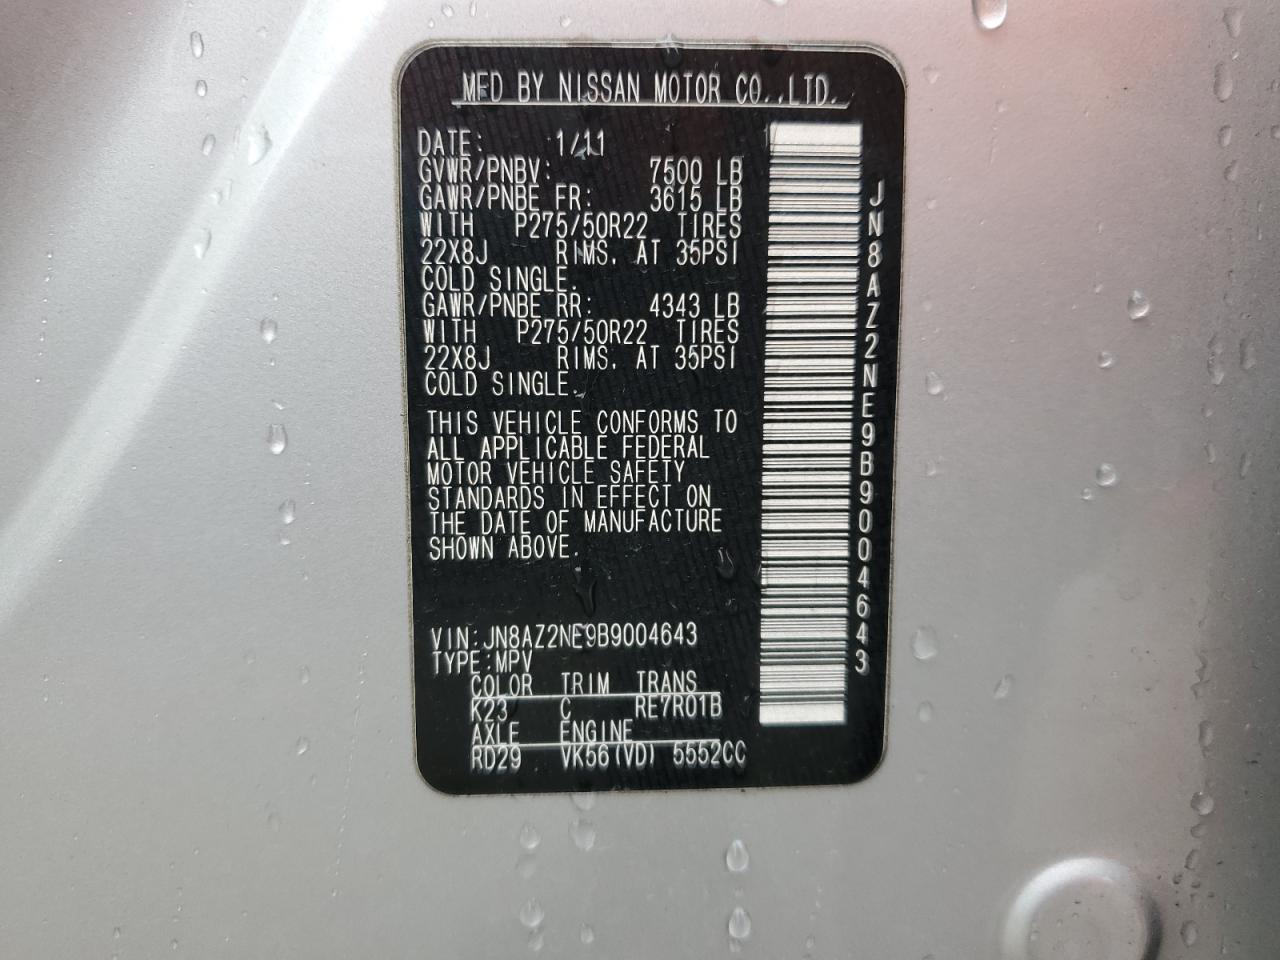 MFD BY NISSAN MOTOR CO.,LTD.
DATE: 1/11
GVWR/PNBV: 7500 LB
GAWR/PNBE FR: 3615 LB
WITH P275/50R22 TIRES
22X8J RIMS, AT 35PSI
COLD SINGLE.
GAWR/PNBE RR: 4343 LB
WITH P275/50R22 TIRES
22X8J RIMS, AT 35PSI
COLD SINGLE.
THIS VEHICLE CONFORMS TO
ALL APPLICABLE FEDERAL
MOTOR VEHICLE SAFETY
STANDARDS IN EFFECT ON
THE DATE OF MANUFACTURE
SHOWN ABOVE.
VIN:JN8AZ2NE9B9004643
TYPE:MPV
COLOR TRIM TRANS
K23 C RE7R01B
AXLE ENGINE
RD29 VK56(VD) 5552CC
JN8AZ2NE9B9004643